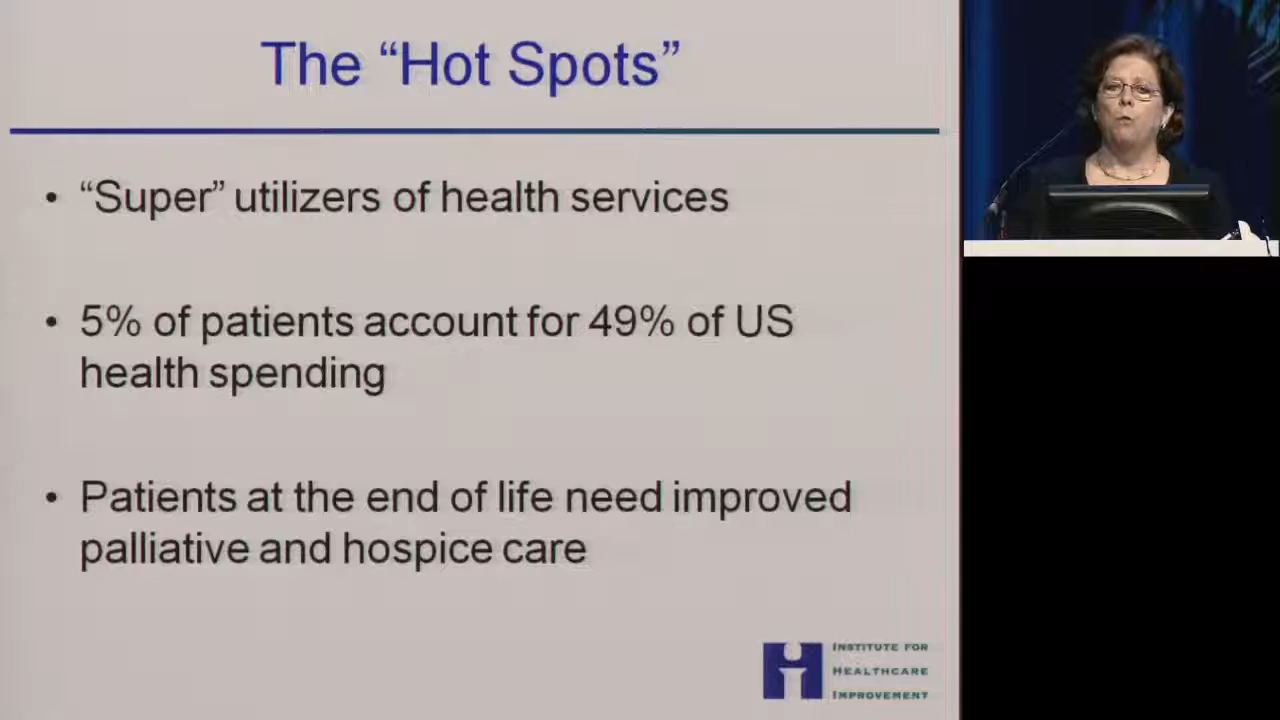 The “Hot Spots”
• “Super” utilizers of health services
• 5% of patients account for 49% of US
health spending
• Patients at the end of life need improved
palliative and hospice care
INSTITUTE FOR
HEALTHCARE
IMPROVEMENT